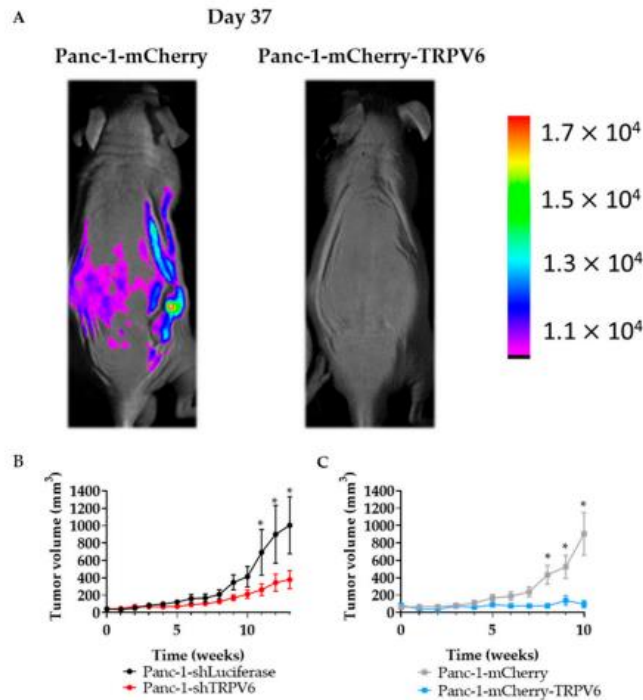 A
Day 37
Panc-1-mCherry
Panc-1-mCherry-TRPV6
1.7 × 10⁴
1.5 × 10⁴
1.3 × 10⁴
1.1 × 10⁴
B
Tumor volume (mm³)
1400
1200
1000
800
600
400
200
0
* * *
0 5 10
Time (weeks)
Panc-1-shLuciferase
Panc-1-shTRPV6
C
Tumor volume (mm³)
1400
1200
1000
800
600
400
200
0
* * *
0 5 10
Time (weeks)
Panc-1-mCherry
Panc-1-mCherry-TRPV6